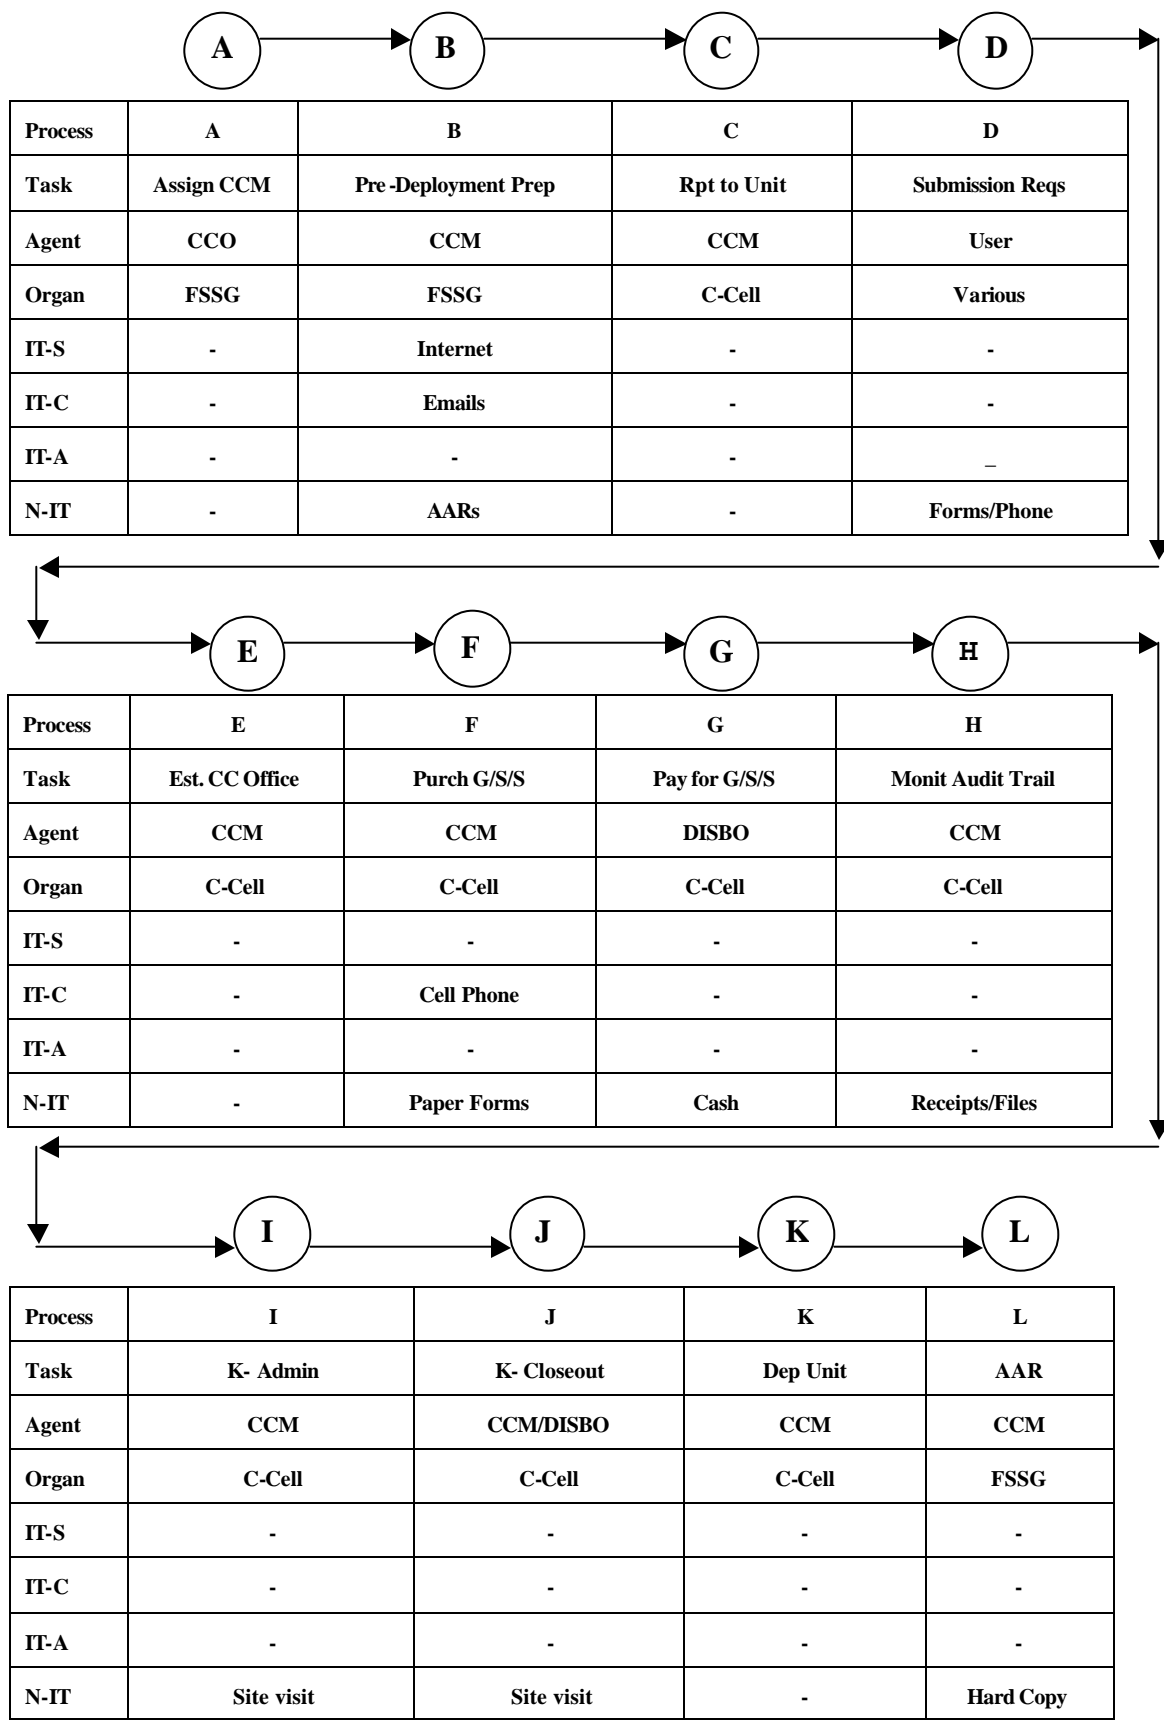 A B C D
Process A B C D
Task Assign CCM Pre-Deployment Prep Rpt to Unit Submission Reqs
Agent CCO CCM CCM User
Organ FSSG FSSG C-Cell Various
IT-S - Internet - -
IT-C - Emails - -
IT-A - - - _
N-IT - AARs - Forms/Phone
E F G H
Process E F G H
Task Est. CC Office Purch G/S/S Pay for G/S/S Monit Audit Trail
Agent CCM CCM DISBO CCM
Organ C-Cell C-Cell C-Cell C-Cell
IT-S - - - -
IT-C - Cell Phone - -
IT-A - - - -
N-IT - Paper Forms Cash Receipts/Files
I J K L
Process I J K L
Task K- Admin K- Closeout Dep Unit AAR
Agent CCM CCM/DISBO CCM CCM
Organ C-Cell C-Cell C-Cell FSSG
IT-S - - - -
IT-C - - - -
IT-A - - - -
N-IT Site visit Site visit - Hard Copy